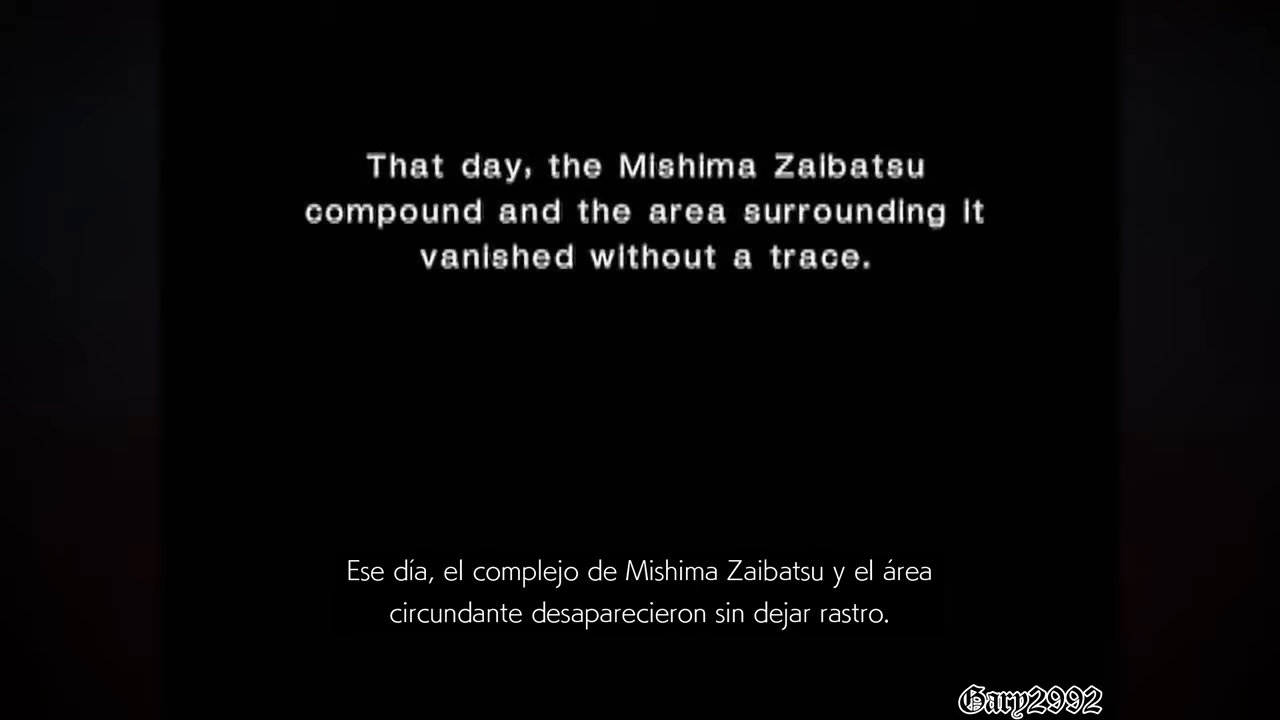 That day, the Mishima Zaibatsu
compound and the area surrounding it
vanished without a trace.
Ese día, el complejo de Mishima Zaibatsu y el área
circundante desaparecieron sin dejar rastro.
Gary2992